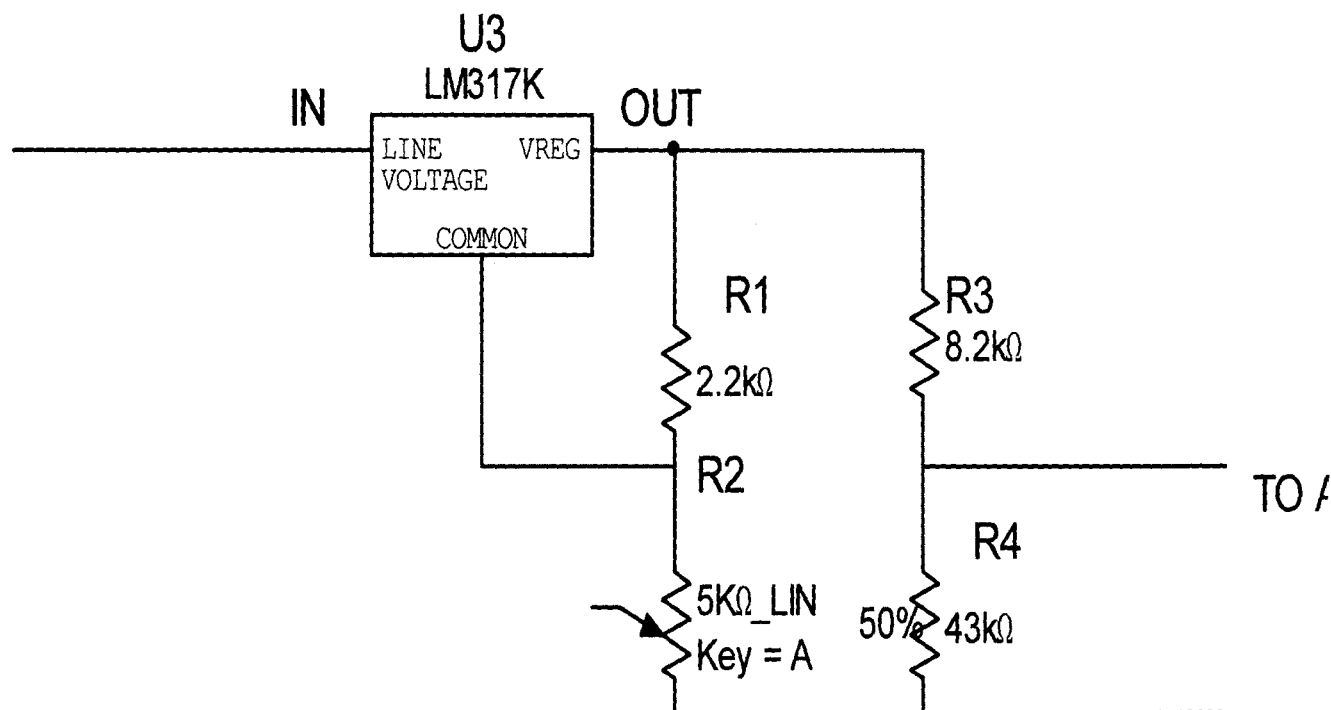 U3
LM317K
IN
OUT
LINE VREG
VOLTAGE
COMMON
R1
2.2kΩ
R3
8.2kΩ
R2
TO
R4
5KΩ_LIN
Key = A
50%
43kΩ